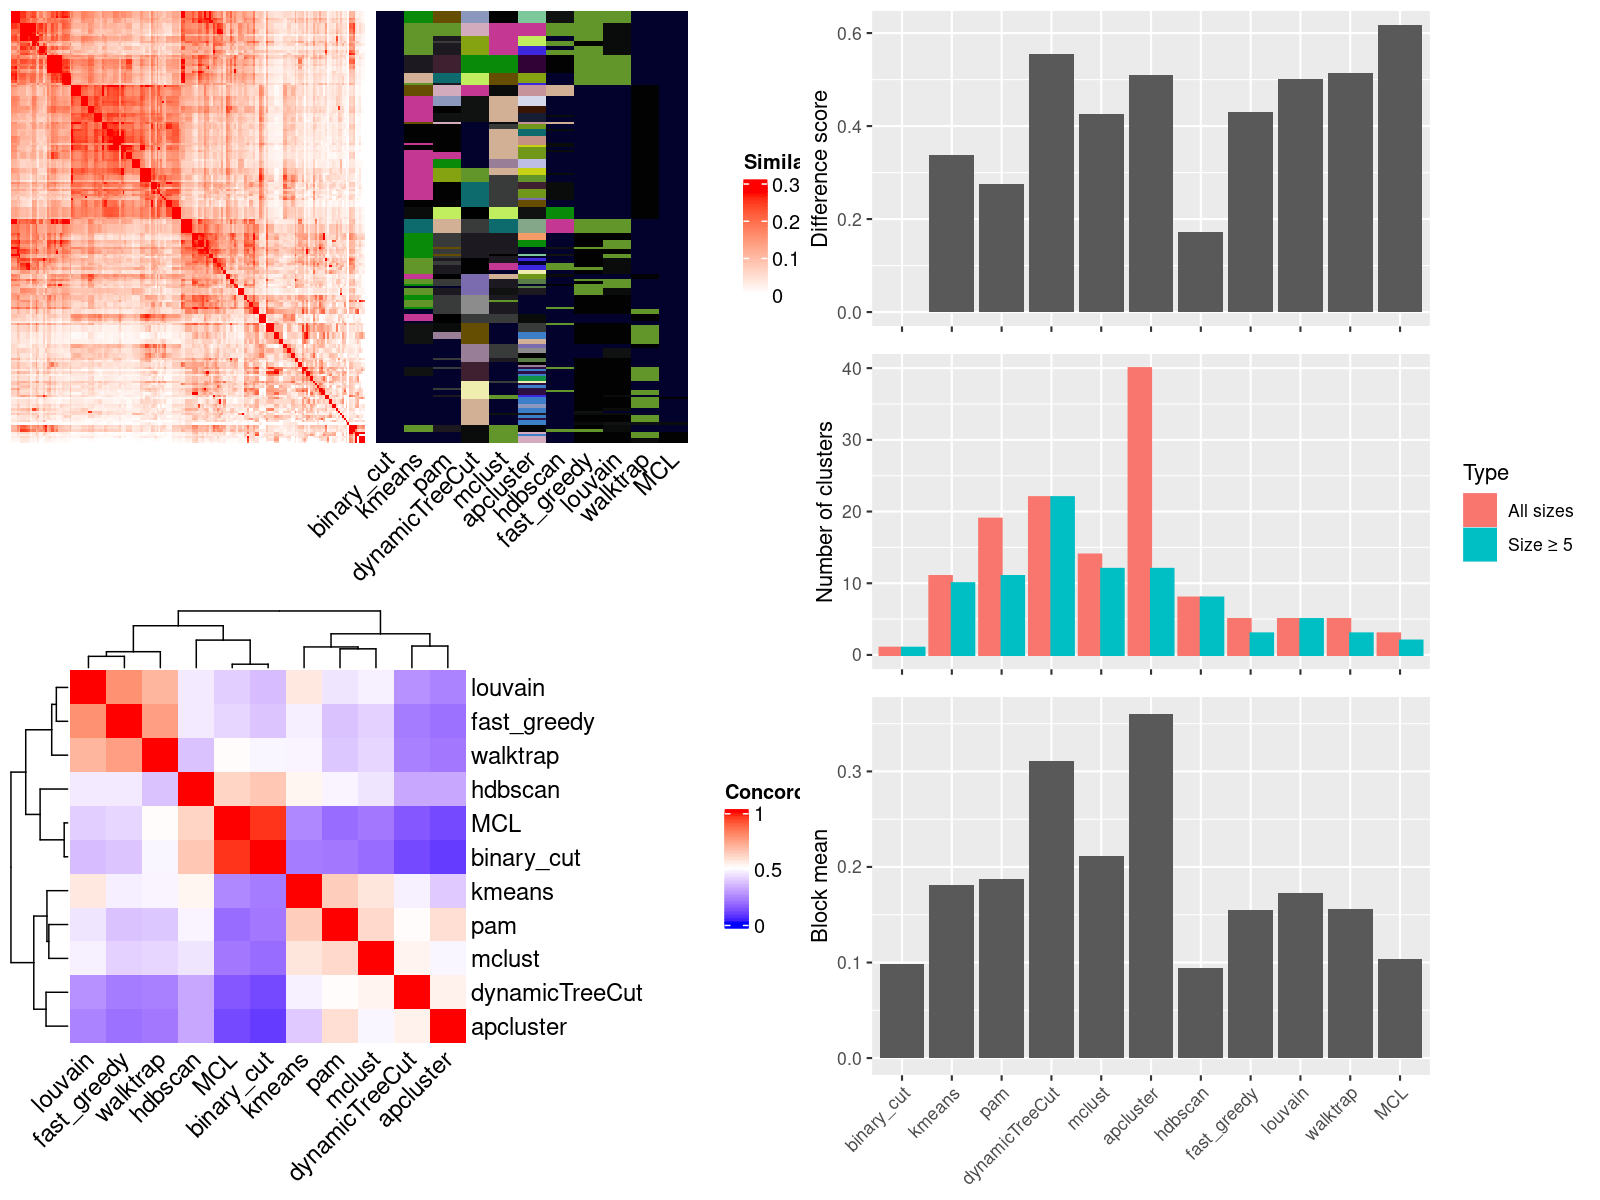 Simila
0.3
0.2
0.1
0
binary_cut
kmeans
pam
dynamicTreeCut
mclust
apcluster
hdbscan
fast_greedy
louvain
walktrap
MCL
louvain
fast_greedy
walktrap
hdbscan
MCL
binary_cut
kmeans
pam
mclust
dynamicTreeCut
apcluster
louvain
fast_greedy
walktrap
hdbscan
MCL
binary_cut
kmeans
pam
mclust
dynamicTreeCut
apcluster
Concord
1
0.5
0
Difference score
0.6
0.4
0.2
0.0
Number of clusters
40
30
20
10
0
Type
All sizes
Size ≥ 5
Block mean
0.3
0.2
0.1
0.0
binary_cut
kmeans
pam
dynamicTreeCut
mclust
apcluster
hdbscan
fast_greedy
louvain
walktrap
MCL